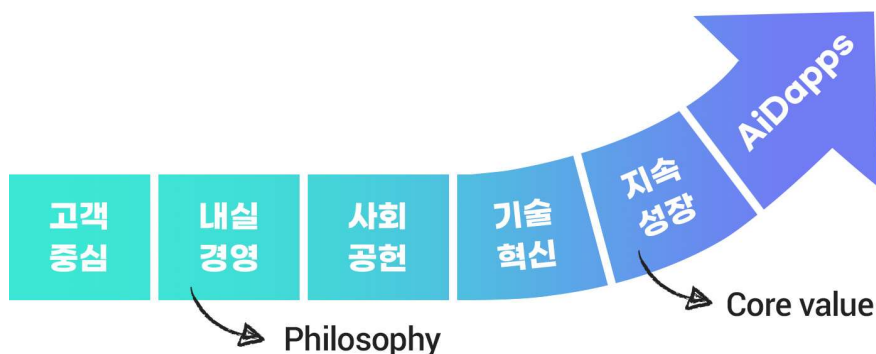 고객
중심
내실
경영
사회
공헌
기술
혁신
지속
성장
AiDapps
Philosophy
Core value